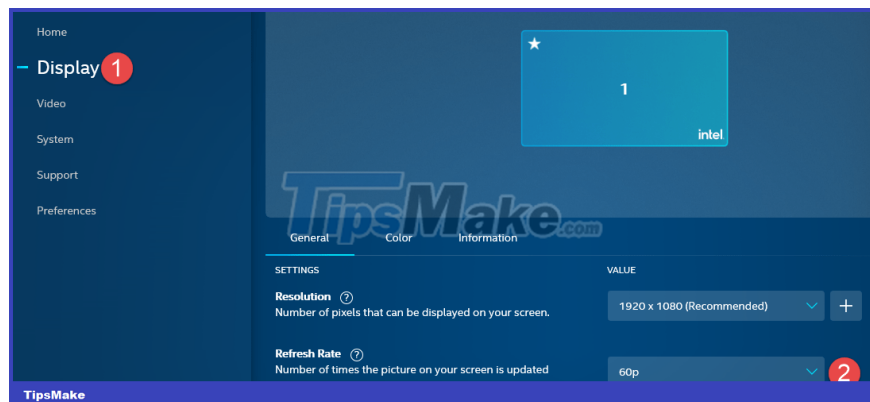 Home
Display 1
Video
System
Support
Preferences
1
intel
TipsMake.com
General Color Information
SETTINGS VALUE
Resolution ?
Number of pixels that can be displayed on your screen.
1920 x 1080 (Recommended) +
Refresh Rate ?
Number of times the picture on your screen is updated
60p 2
TipsMake